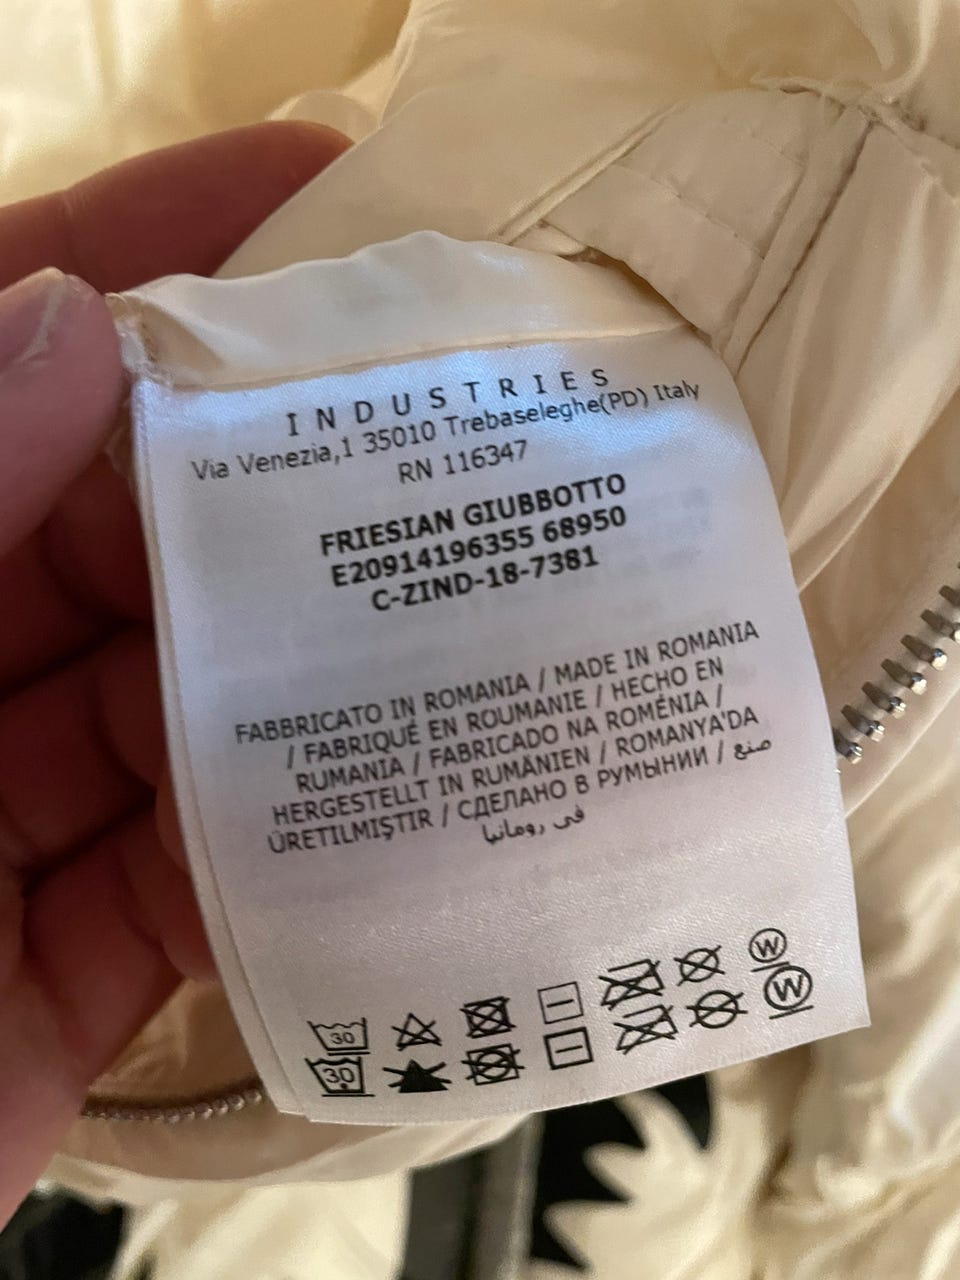 INDUSTRIES
Via Venezia,1 35010 Trebaseleghe(PD) Italy
RN 116347
FRIESIAN GIUBBOTTO
E20914196355 68950
C-ZIND-18-7381
FABBRICATO IN ROMANIA / MADE IN ROMANIA
/ FABRIQUÉ EN ROUMANIE / HECHO EN
RUMANIA / FABRICADO NA ROMÉNIA /
HERGESTELLT IN RUMÄNIEN / ROMANYA'DA
ÜRETILMIŞTIR / СДЕЛАНО В РУМЫНИИ / صنع
في رومانيا
30 W
30 W